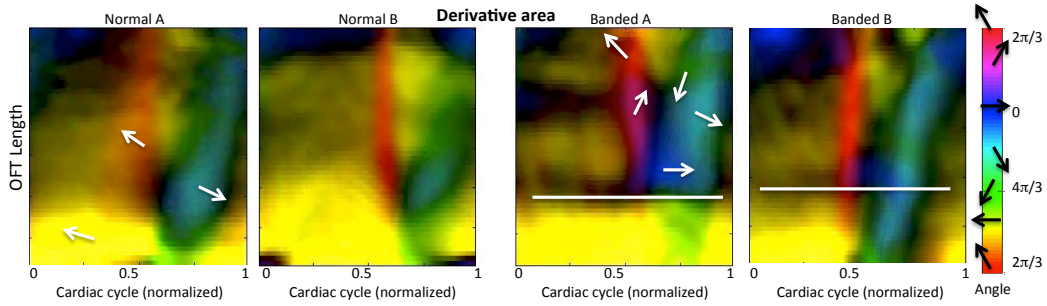 Derivative area
Normal A
Normal B
Banded A
Banded B
OFT Length
0
0.5
1
0
0.5
1
0
0.5
1
0
0.5
1
Cardiac cycle (normalized)
Cardiac cycle (normalized)
Cardiac cycle (normalized)
Cardiac cycle (normalized)
2π/3
0
4π/3
2π/3
Angle